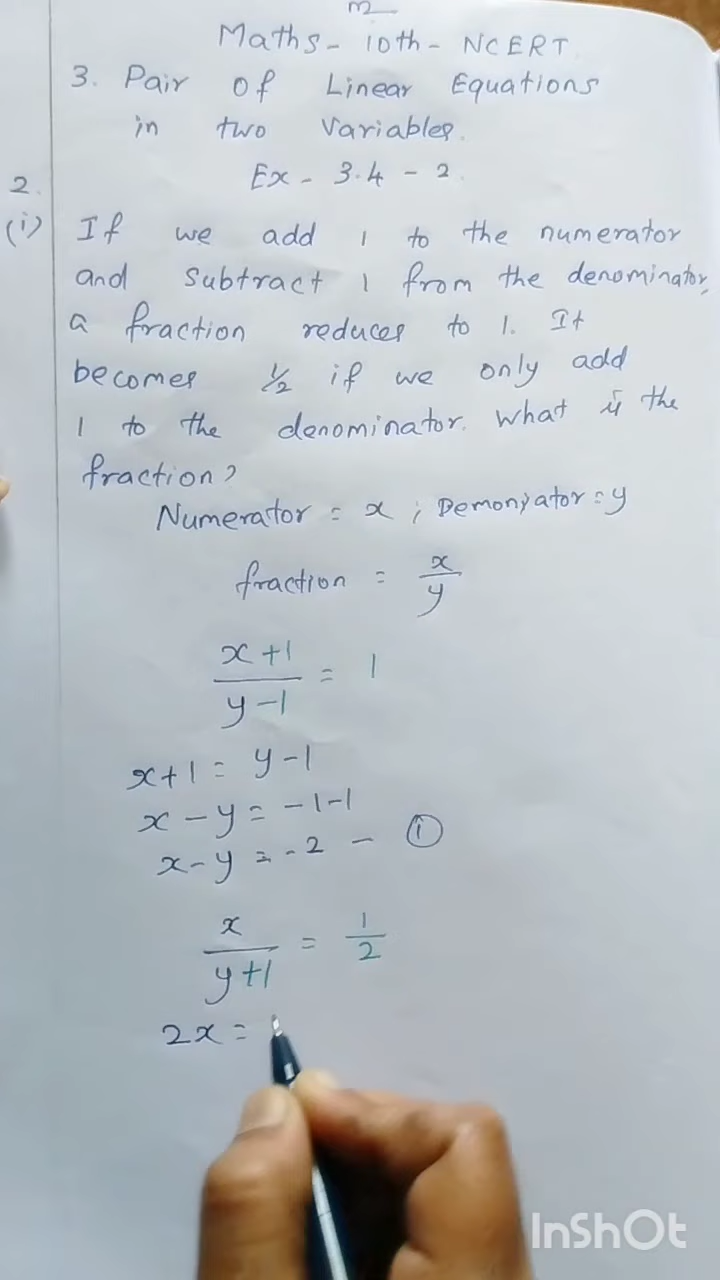 m
Maths - 10th - NCERT
3. Pair of Linear Equations
in two Variables.
Ex - 3.4 - 2.
2.
(i) If we add 1 to the numerator
and Subtract 1 from the denominator,
a fraction reduces to 1. It
becomes 1/2 if we only add
1 to the denominator. What is the
fraction?
Numerator = x ; Demoniator = y
fraction = x/y
x+1/y-1 = 1
x+1 = y-1
x-y = -1-1
x-y = -2 - ①
x/y+1 = 1/2
2x =
InShOt